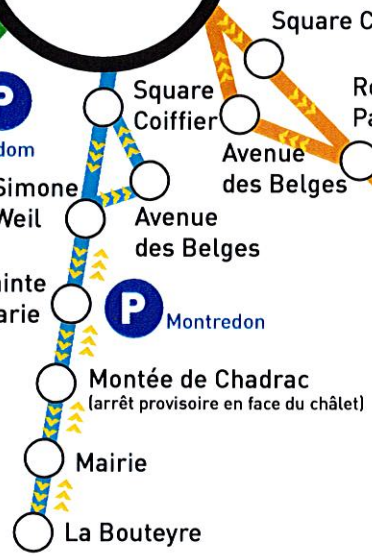 Square C
Square
Coiffier
Avenue
des Belges
P
dom
Simone
Weil
Avenue
des Belges
P
Montredon
Montée de Chadrac
(arrêt provisoire en face du châlet)
Mairie
La Bouteyre